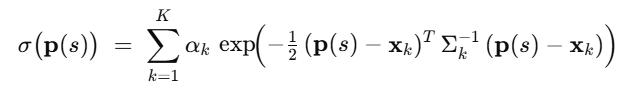 σ(p(s)) = ∑_{k=1}^{K} α_k exp(−½ (p(s) − x_k)^T Σ_k^{−1} (p(s) − x_k))